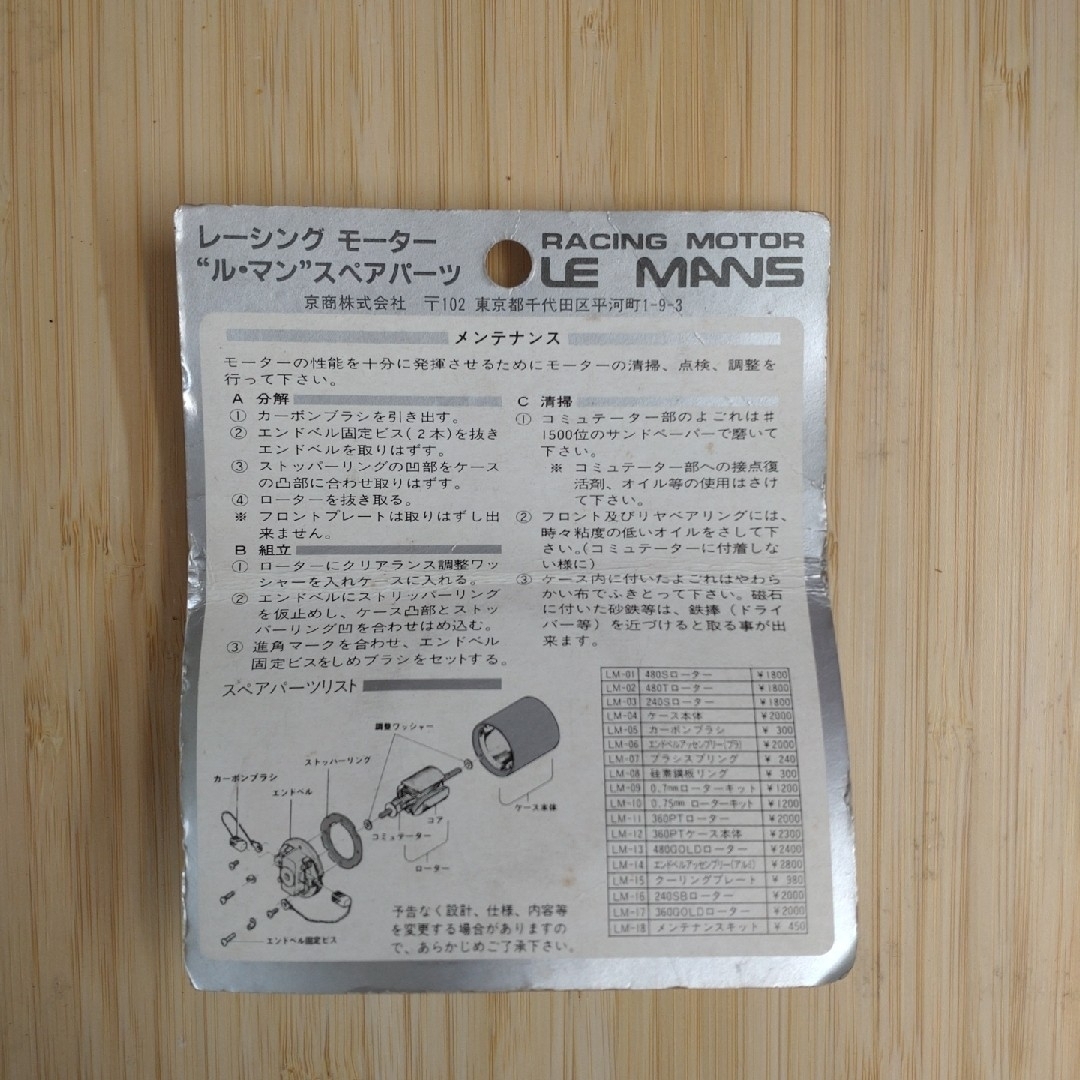 レーシング モーター
“ル・マン”スペアパーツ
RACING MOTOR
LE MANS
京商株式会社 〒102 東京都千代田区平河町1-9-3
メンテナンス
モーターの性能を十分に発揮させるためにモーターの清掃、点検、調整を
行って下さい。
A 分解
① カーボンブラシを引き出す。
② エンドベル固定ビス(2本)を抜き
エンドベルを取りはずす。
③ ストッパーリングの凹部をケース
の凸部に合わせ取りはずす。
④ ローターを抜き取る。
※ フロントプレートは取りはずし出
来ません。
B 組立
① ローターにクリアランス調整ワッ
シャーを入れケースに入れる。
② エンドベルにストリッパーリング
を仮止めし、ケース凸部とストッ
パーリング凹を合わせはめ込む。
③ 進角マークを合わせ、エンドベル
固定ビスをしめブラシをセットする。
C 清掃
① コミュテーター部のよごれは#
1500位のサンドペーパーで磨いて
下さい。
※ コミュテーター部への接点復
活剤、オイル等の使用はさけ
て下さい。
② フロント及びリヤベアリングには、
時々粘度の低いオイルをさして下
さい。(コミュテーターに付着しな
い様に)
③ ケース内に付いたよごれはやわら
かい布でふきとって下さい。磁石
に付いた砂鉄等は、鉄捧(ドライ
バー等)を近づけると取る事が出
来ます。
スペアパーツリスト
調整ワッシャー
ストッパーリング
カーボンブラシ
エンドベル
ケース本体
コア
コミュテーター
ローター
エンドベル固定ビス
予告なく設計、仕様、内容等
を変更する場合がありますの
で、あらかじめご了承下さい。
LM-01 480Sローター ¥1800
LM-02 480Tローター ¥1800
LM-03 240Sローター ¥1800
LM-04 ケース本体 ¥2000
LM-05 カーボンブラシ ¥ 300
LM-06 エンドベルアッセンブリー(プラ) ¥2000
LM-07 ブラシスプリング ¥ 240
LM-08 硅素鋼板リング ¥ 300
LM-09 0.7mmローターキット ¥1200
LM-10 0.75mm ローターキット ¥1200
LM-11 360PTローター ¥2000
LM-12 360PTケース本体 ¥2300
LM-13 480GOLDローター ¥2400
LM-14 エンドベルアッセンブリー(アルミ) ¥2800
LM-15 クーリングプレート ¥ 980
LM-16 240SBローター ¥2000
LM-17 360GOLDローター ¥2000
LM-18 メンテナンスキット ¥ 450